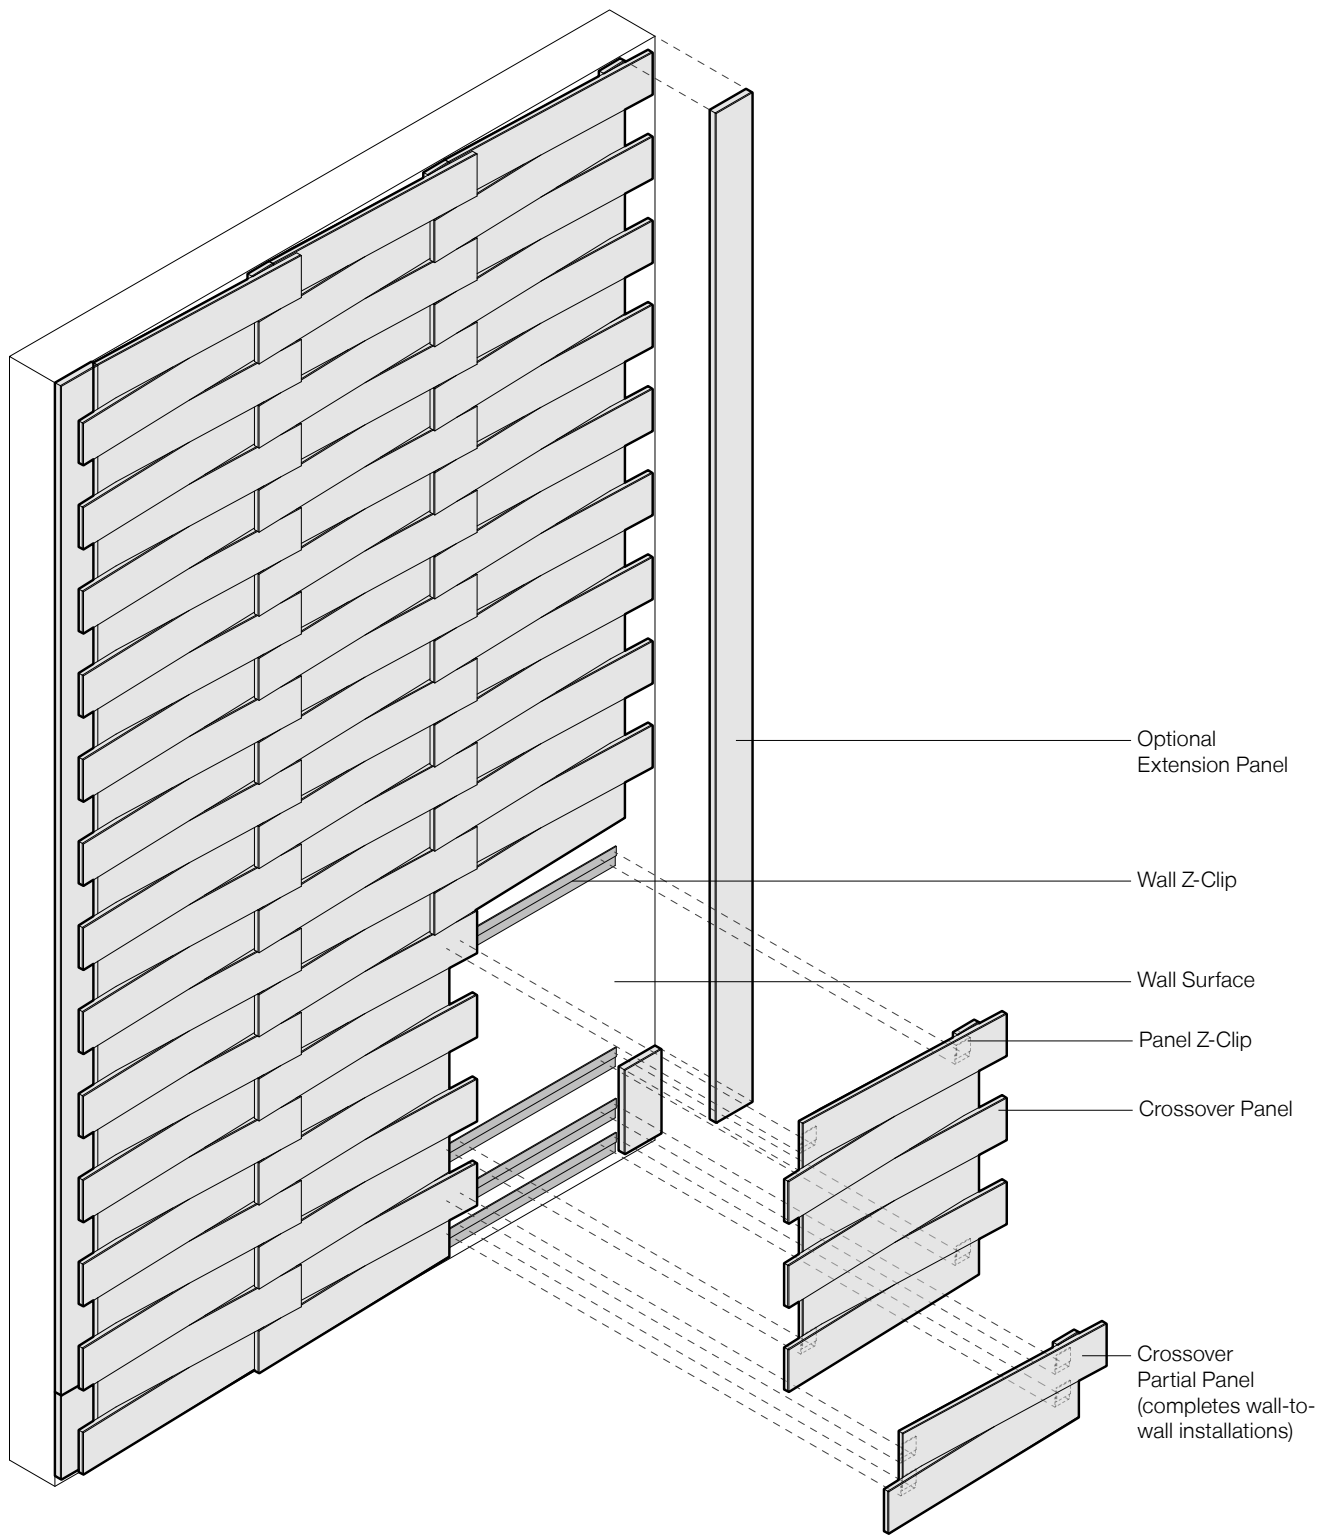 Optional
Extension Panel
Wall Z-Clip
Wall Surface
Panel Z-Clip
Crossover Panel
Crossover
Partial Panel
(completes wall-to-
wall installations)